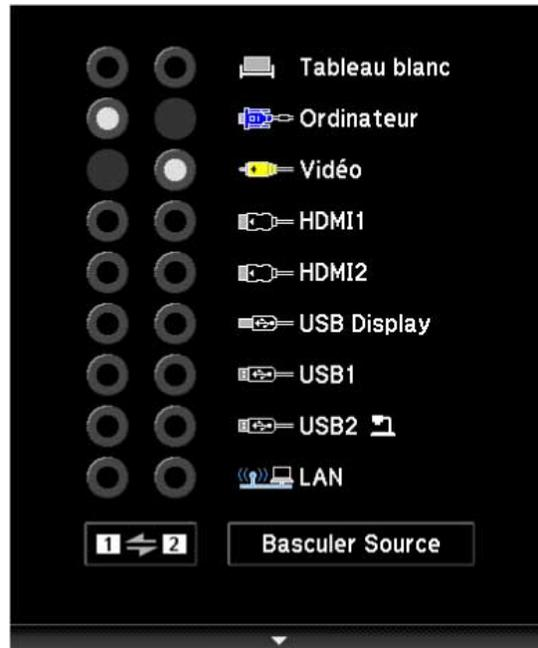 Tableau blanc
Ordinateur
Vidéo
HDMI1
HDMI2
USB Display
USB1
USB2
LAN
1 2 Basculer Source